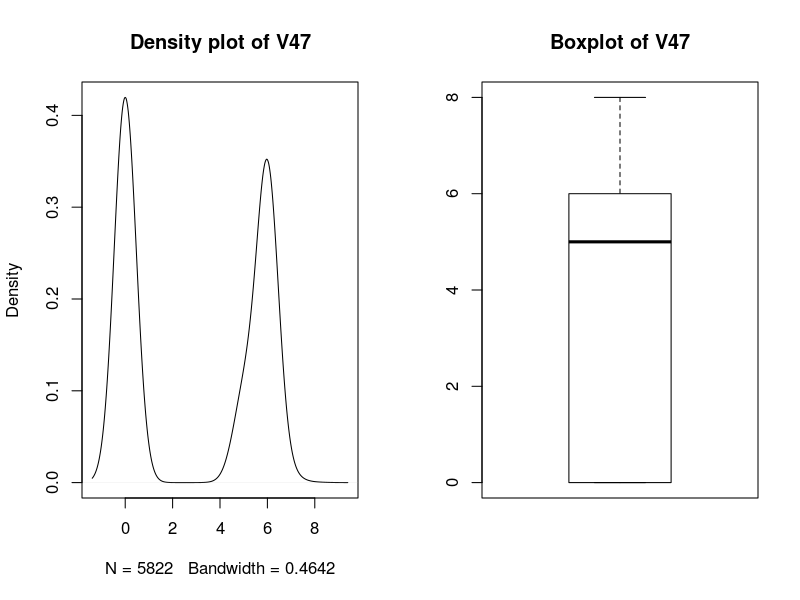 Density plot of V47
Density
0.0 0.1 0.2 0.3 0.4
0 2 4 6 8
N = 5822 Bandwidth = 0.4642
Boxplot of V47
0 2 4 6 8